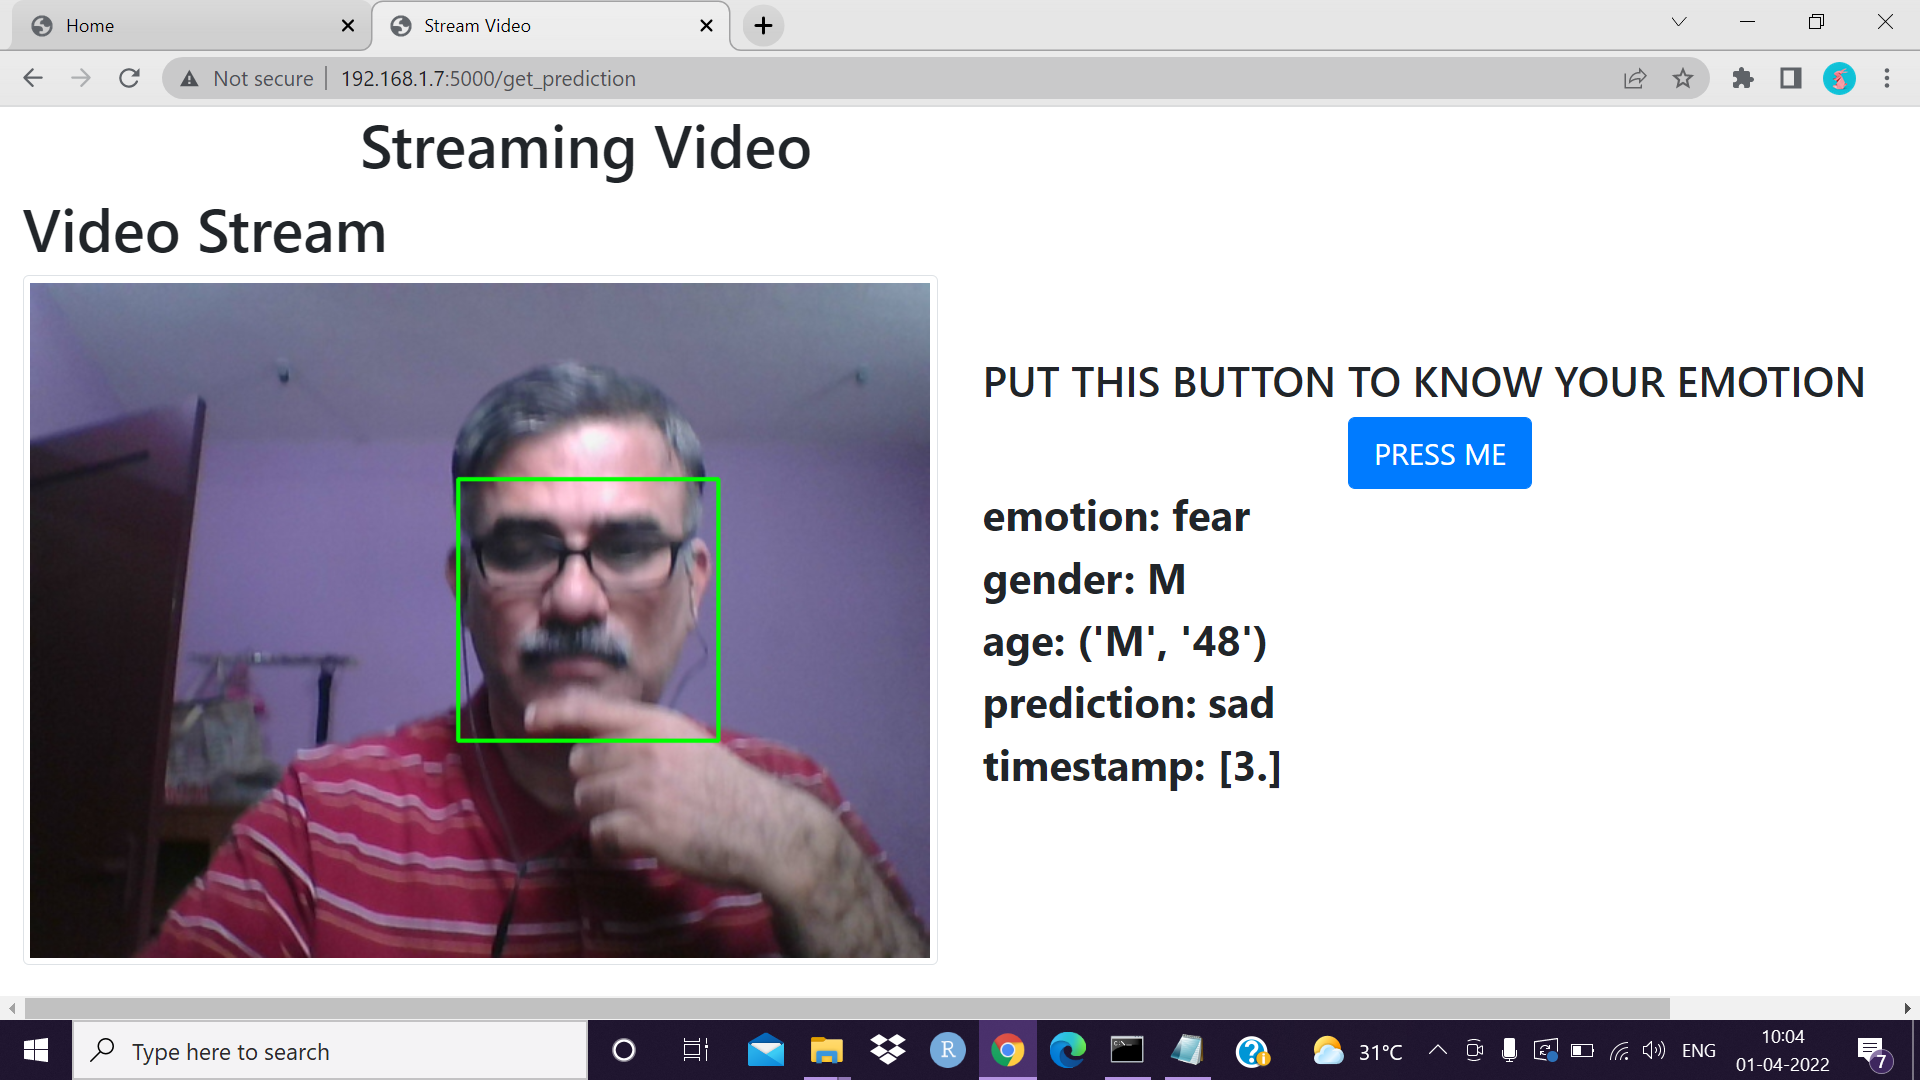 Home
Stream Video
Not secure
192.168.1.7:5000/get_prediction
Streaming Video
Video Stream
PUT THIS BUTTON TO KNOW YOUR EMOTION
PRESS ME
emotion: fear
gender: M
age: ('M', '48')
prediction: sad
timestamp: [3.]
Type here to search
R
31°C
ENG
10:04
01-04-2022
7